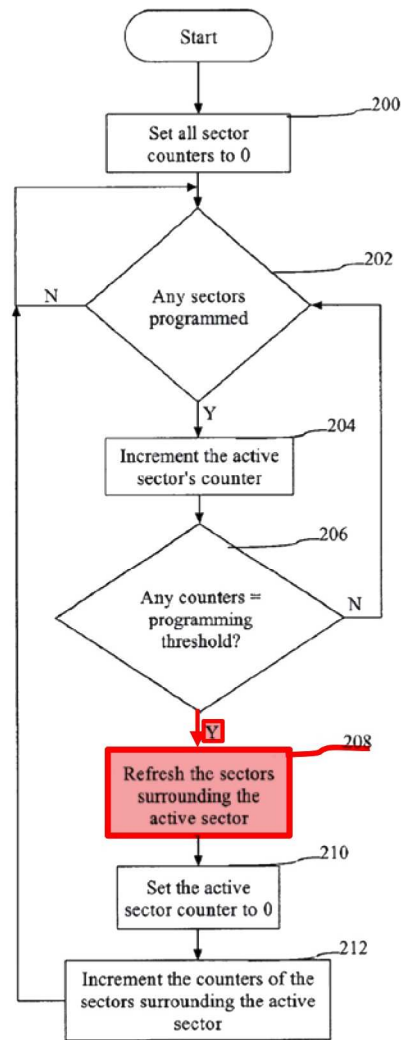 Start
200
Set all sector
counters to 0
202
Any sectors
programmed
N
Y
204
Increment the active
sector's counter
206
Any counters =
programming
threshold?
N
Y
208
Refresh the sectors
surrounding the
active sector
210
Set the active
sector counter to 0
212
Increment the counters of the
sectors surrounding the active
sector